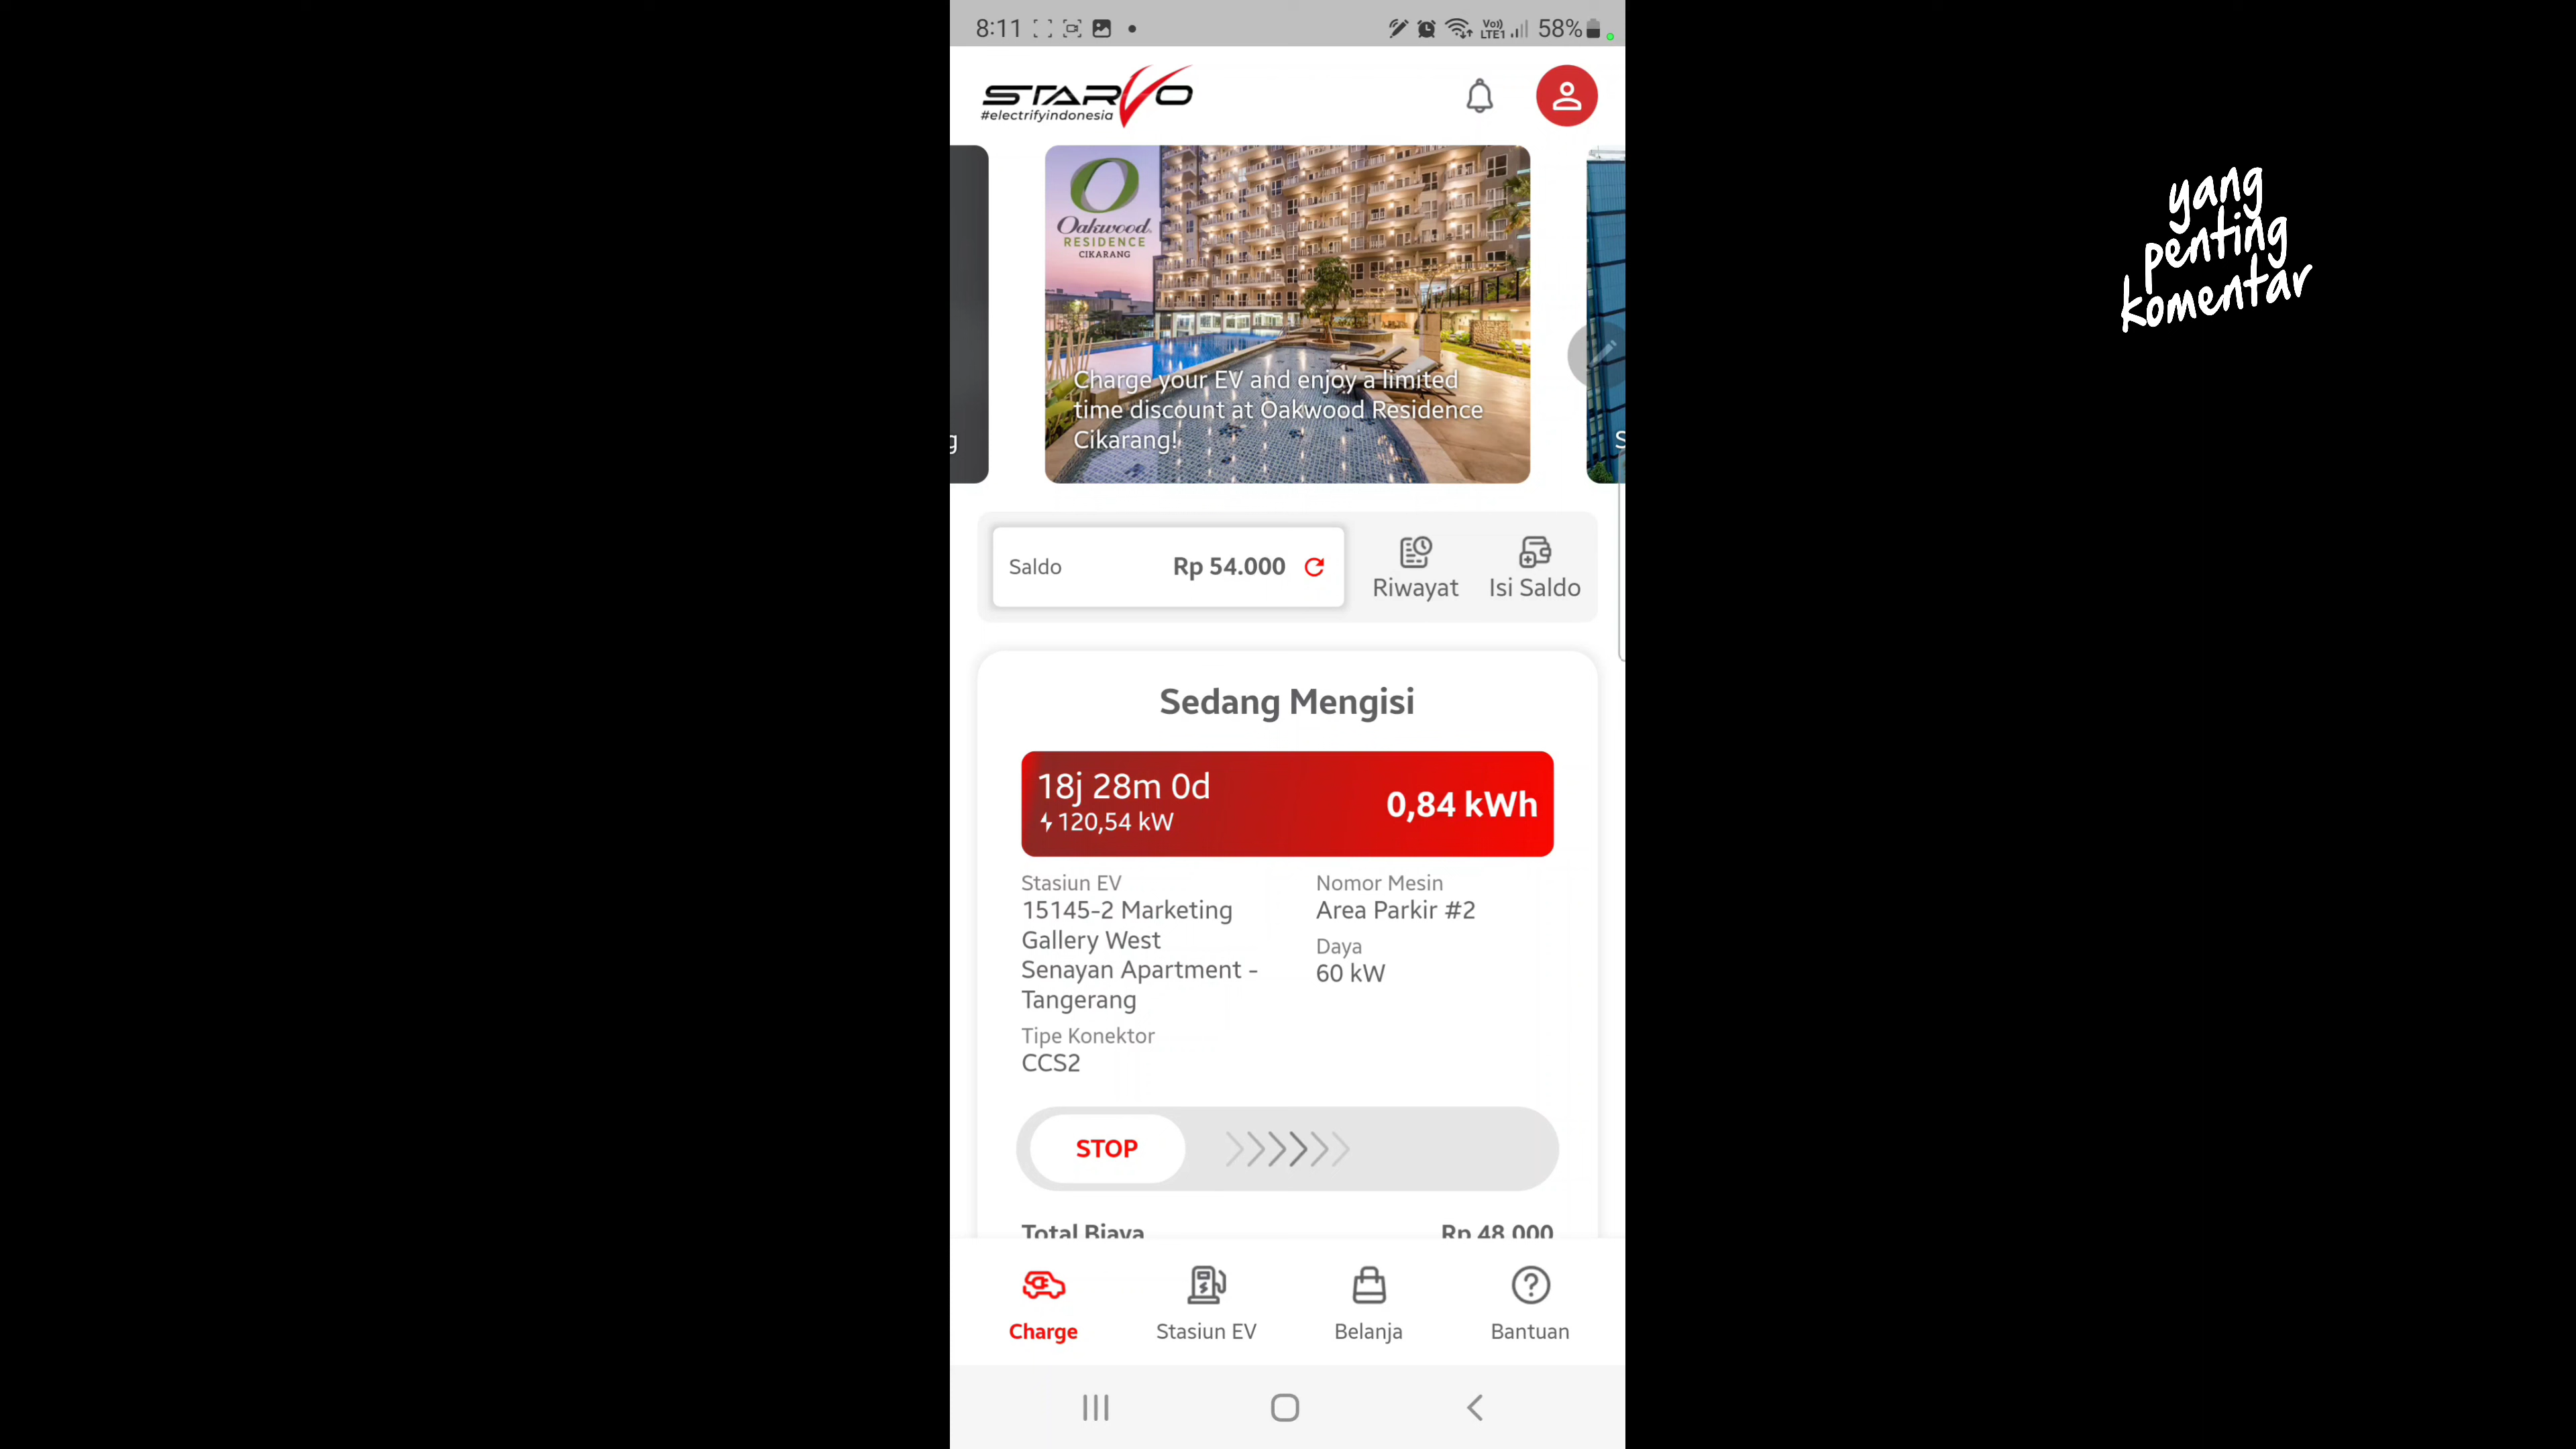 8:11
Vo))
LTE1
58%
STARVO
#electrifyindonesia
Oakwood
RESIDENCE
CIKARANG
Charge your EV and enjoy a limited
time discount at Oakwood Residence
Cikarang!
g
S
Saldo
Rp 54.000
Riwayat
Isi Saldo
Sedang Mengisi
18j 28m 0d
120,54 kW
0,84 kWh
Stasiun EV
15145-2 Marketing
Gallery West
Senayan Apartment -
Tangerang
Nomor Mesin
Area Parkir #2
Daya
60 kW
Tipe Konektor
CCS2
STOP
Total Biaya
Rp 48.000
Charge
Stasiun EV
Belanja
Bantuan
yang
penting
komentar